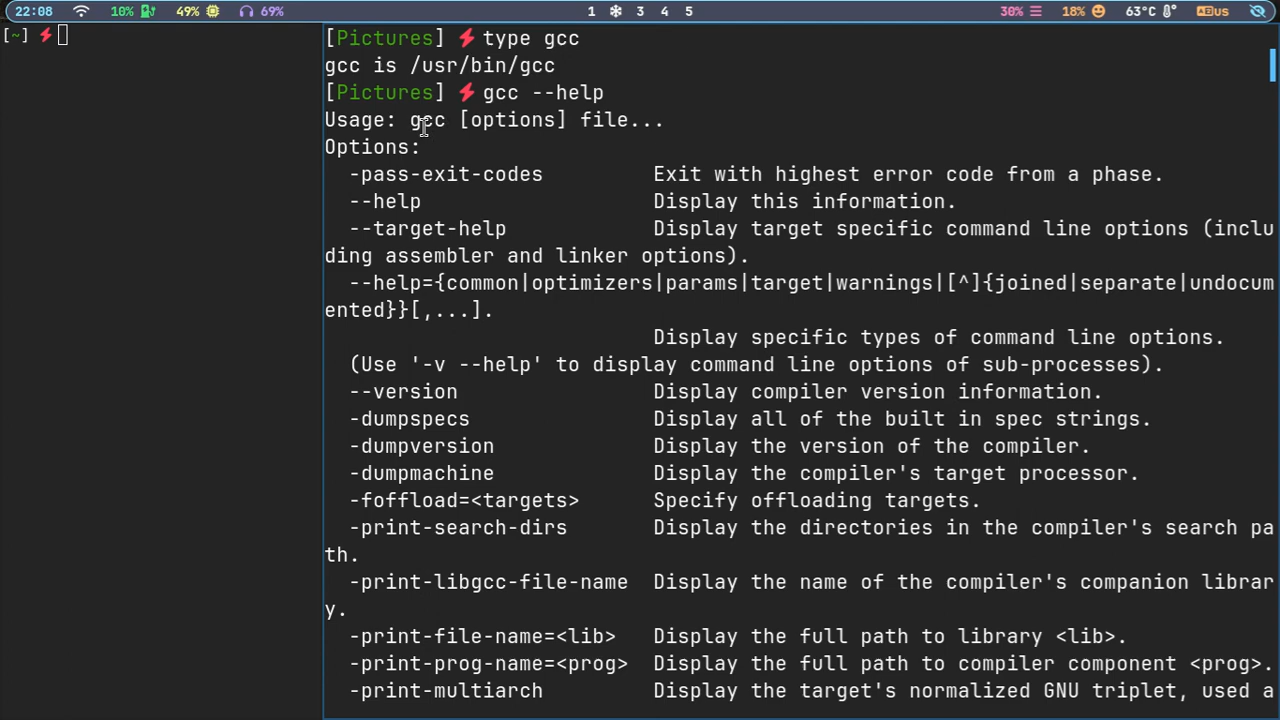 22:08 10% 49% 69% 1 3 4 5 30% 18% 63°C us
[~]
[Pictures] type gcc
gcc is /usr/bin/gcc
[Pictures] gcc --help
Usage: gcc [options] file...
Options:
  -pass-exit-codes         Exit with highest error code from a phase.
  --help                   Display this information.
  --target-help            Display target specific command line options (inclu
ding assembler and linker options).
  --help={common|optimizers|params|target|warnings|[^]{joined|separate|undocum
ented}}[,...].
                           Display specific types of command line options.
  (Use '-v --help' to display command line options of sub-processes).
  --version                Display compiler version information.
  -dumpspecs               Display all of the built in spec strings.
  -dumpversion             Display the version of the compiler.
  -dumpmachine             Display the compiler's target processor.
  -foffload=<targets>      Specify offloading targets.
  -print-search-dirs       Display the directories in the compiler's search pa
th.
  -print-libgcc-file-name  Display the name of the compiler's companion librar
y.
  -print-file-name=<lib>   Display the full path to library <lib>.
  -print-prog-name=<prog>  Display the full path to compiler component <prog>.
  -print-multiarch         Display the target's normalized GNU triplet, used a